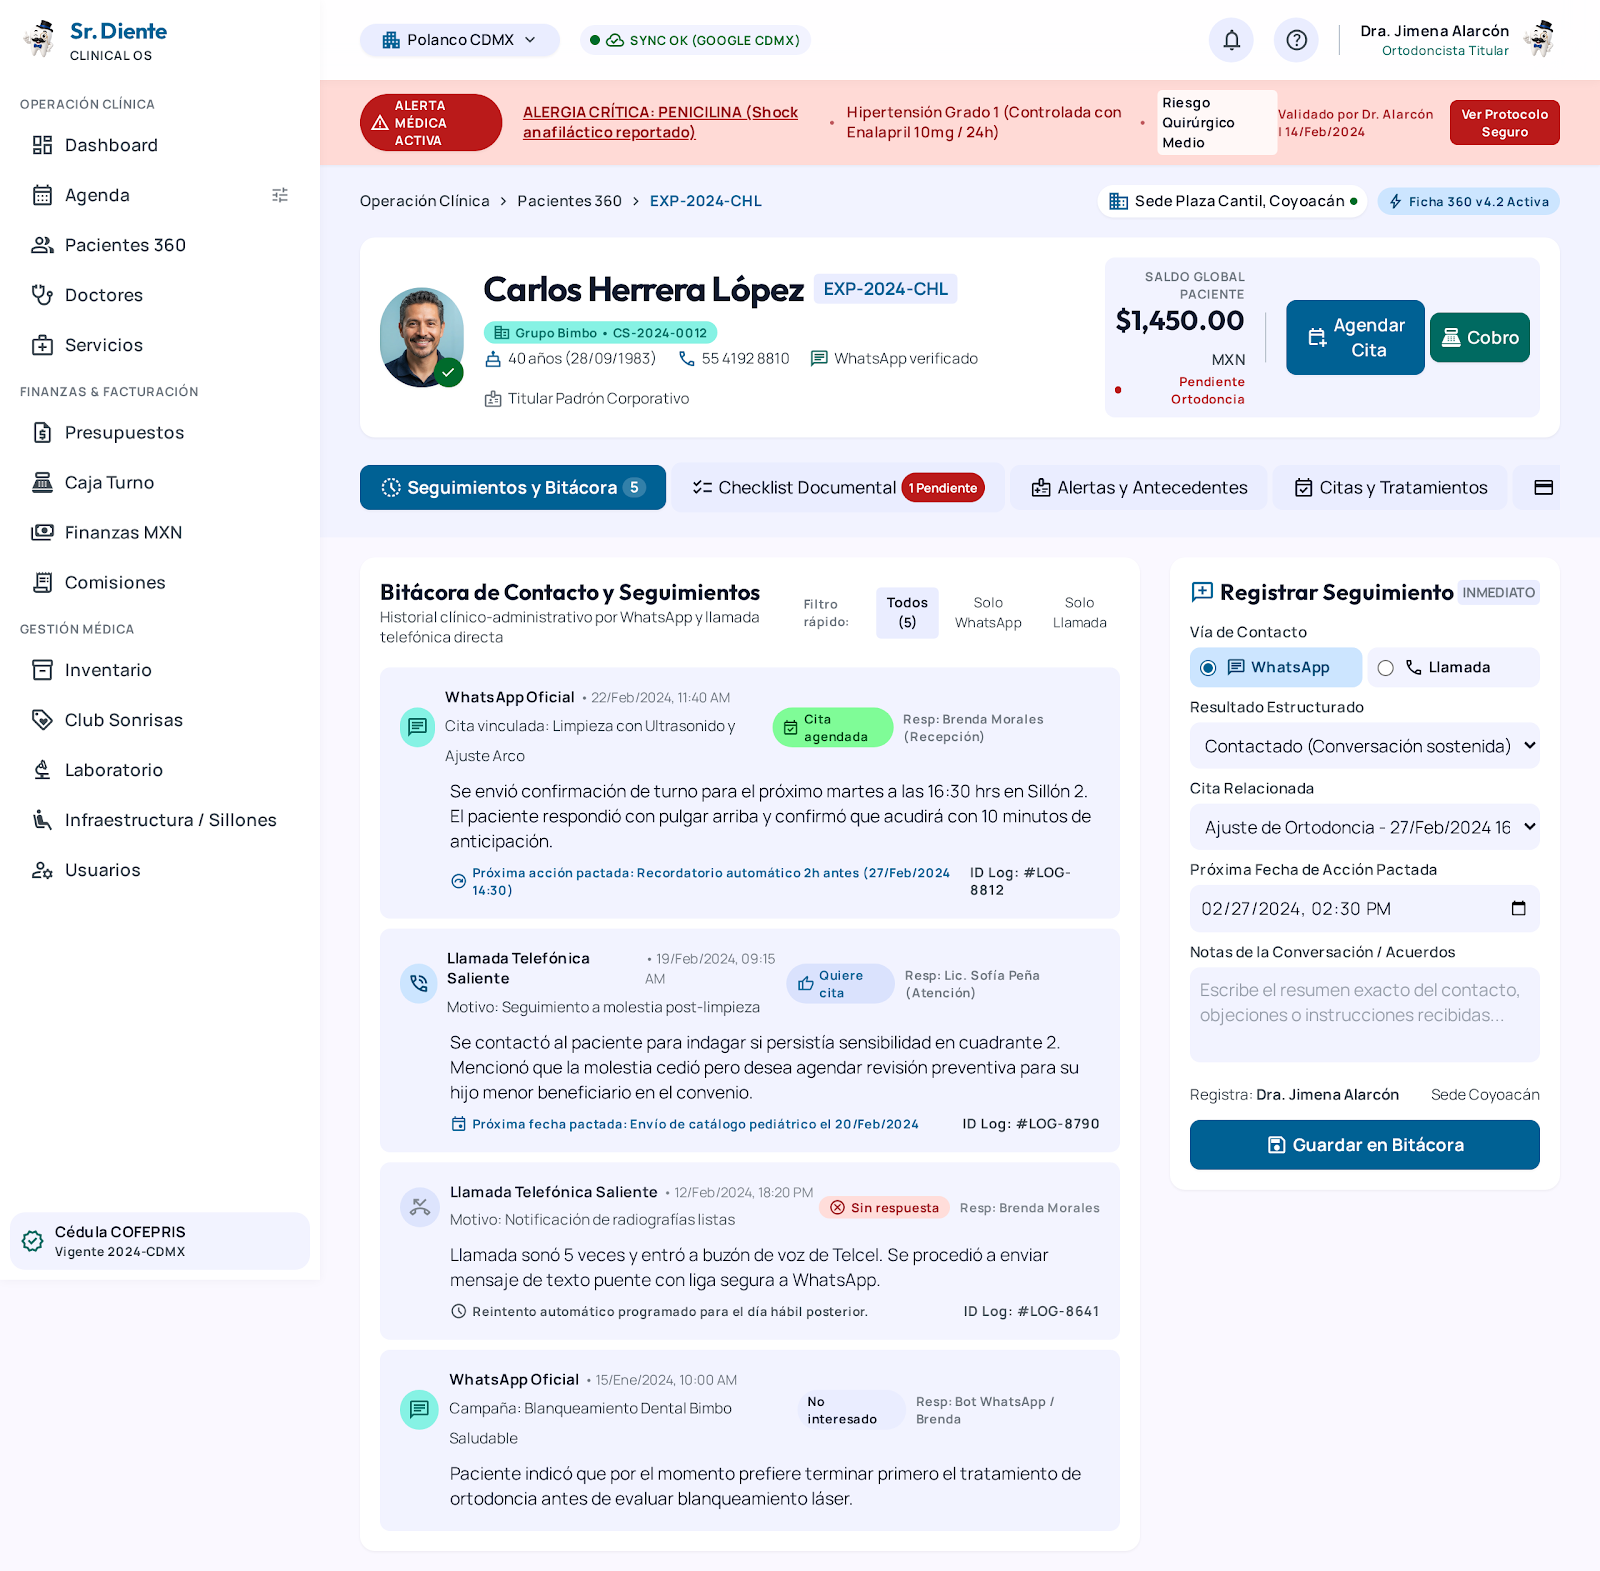 Sr. Diente
CLINICAL OS
OPERACIÓN CLÍNICA
Dashboard
Agenda
Pacientes 360
Doctores
Servicios
FINANZAS & FACTURACIÓN
Presupuestos
Caja Turno
Finanzas MXN
Comisiones
GESTIÓN MÉDICA
Inventario
Club Sonrisas
Laboratorio
Infraestructura / Sillones
Usuarios
Cédula COFEPRIS
Vigente 2024-CDMX
Polanco CDMX
SYNC OK (GOOGLE CDMX)
Dra. Jimena Alarcón
Ortodoncista Titular
ALERTA
MÉDICA
ACTIVA
ALERGIA CRÍTICA: PENICILINA (Shock
anafiláctico reportado)
•
Hipertensión Grado 1 (Controlada con
Enalapril 10mg / 24h)
•
Riesgo
Quirúrgico
Medio
Validado por Dr. Alarcón
| 14/Feb/2024
Ver Protocolo
Seguro
Operación Clínica > Pacientes 360 > EXP-2024-CHL
Sede Plaza Cantil, Coyoacán
Ficha 360 v4.2 Activa
Carlos Herrera López
EXP-2024-CHL
Grupo Bimbo • CS-2024-0012
40 años (28/09/1983)
55 4192 8810
WhatsApp verificado
Titular Padrón Corporativo
SALDO GLOBAL
PACIENTE
$1,450.00
MXN
Pendiente
Ortodoncia
Agendar
Cita
Cobro
Seguimientos y Bitácora 5
Checklist Documental 1 Pendiente
Alertas y Antecedentes
Citas y Tratamientos
Bitácora de Contacto y Seguimientos
Historial clínico-administrativo por WhatsApp y llamada
telefónica directa
Filtro
rápido:
Todos
(5)
Solo
WhatsApp
Solo
Llamada
WhatsApp Oficial • 22/Feb/2024, 11:40 AM
Cita vinculada: Limpieza con Ultrasonido y
Ajuste Arco
Cita
agendada
Resp: Brenda Morales
(Recepción)
Se envió confirmación de turno para el próximo martes a las 16:30 hrs en Sillón 2.
El paciente respondió con pulgar arriba y confirmó que acudirá con 10 minutos de
anticipación.
Próxima acción pactada: Recordatorio automático 2h antes (27/Feb/2024
14:30)
ID Log: #LOG-
8812
Llamada Telefónica
Saliente
• 19/Feb/2024, 09:15
AM
Motivo: Seguimiento a molestia post-limpieza
Quiere
cita
Resp: Lic. Sofía Peña
(Atención)
Se contactó al paciente para indagar si persistía sensibilidad en cuadrante 2.
Mencionó que la molestia cedió pero desea agendar revisión preventiva para su
hijo menor beneficiario en el convenio.
Próxima fecha pactada: Envío de catálogo pediátrico el 20/Feb/2024
ID Log: #LOG-8790
Llamada Telefónica Saliente • 12/Feb/2024, 18:20 PM
Motivo: Notificación de radiografías listas
Sin respuesta
Resp: Brenda Morales
Llamada sonó 5 veces y entró a buzón de voz de Telcel. Se procedió a enviar
mensaje de texto puente con liga segura a WhatsApp.
Reintento automático programado para el día hábil posterior.
ID Log: #LOG-8641
WhatsApp Oficial • 15/Ene/2024, 10:00 AM
Campaña: Blanqueamiento Dental Bimbo
Saludable
No
interesado
Resp: Bot WhatsApp /
Brenda
Paciente indicó que por el momento prefiere terminar primero el tratamiento de
ortodoncia antes de evaluar blanqueamiento láser.
Registrar Seguimiento INMEDIATO
Vía de Contacto
WhatsApp
Llamada
Resultado Estructurado
Contactado (Conversación sostenida)
Cita Relacionada
Ajuste de Ortodoncia - 27/Feb/2024 16
Próxima Fecha de Acción Pactada
02/27/2024, 02:30 PM
Notas de la Conversación / Acuerdos
Escribe el resumen exacto del contacto,
objeciones o instrucciones recibidas...
Registra: Dra. Jimena Alarcón
Sede Coyoacán
Guardar en Bitácora